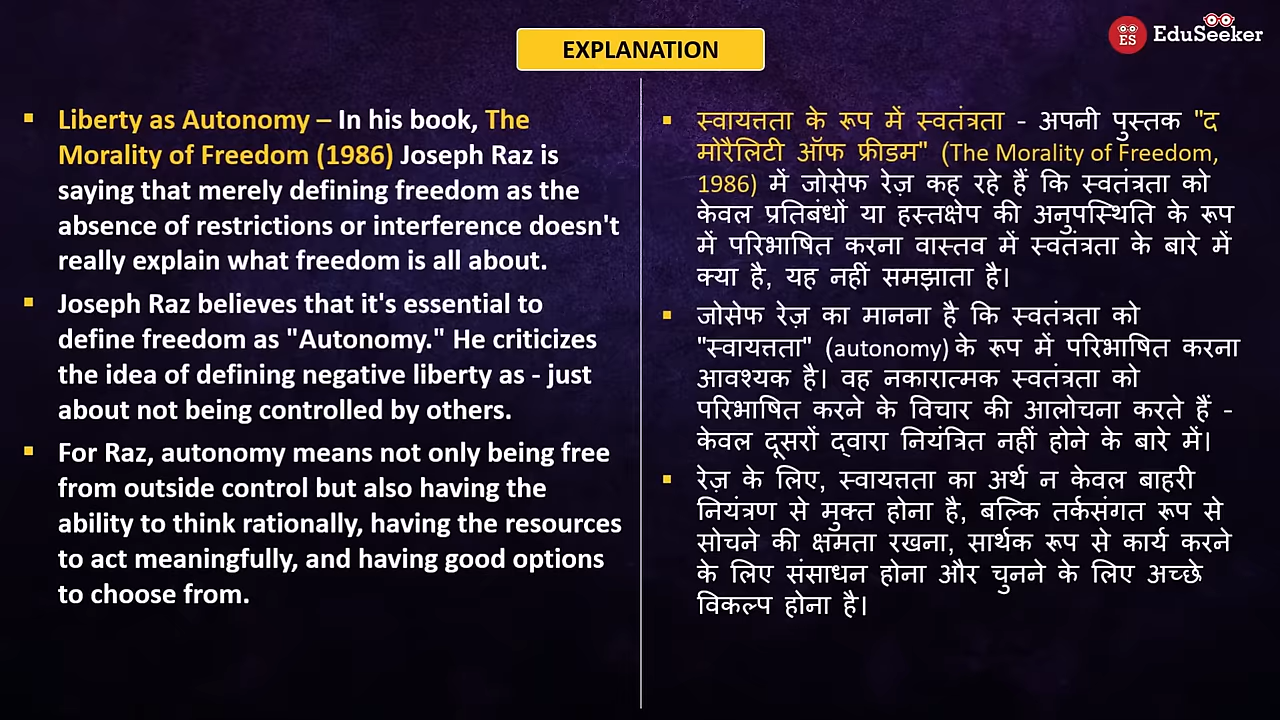 EXPLANATION
ES EduSeeker
▪ Liberty as Autonomy – In his book, The
Morality of Freedom (1986) Joseph Raz is
saying that merely defining freedom as the
absence of restrictions or interference doesn't
really explain what freedom is all about.
▪ Joseph Raz believes that it's essential to
define freedom as "Autonomy." He criticizes
the idea of defining negative liberty as - just
about not being controlled by others.
▪ For Raz, autonomy means not only being free
from outside control but also having the
ability to think rationally, having the resources
to act meaningfully, and having good options
to choose from.
▪ स्वायत्तता के रूप में स्वतंत्रता - अपनी पुस्तक "द
मोरैलिटी ऑफ फ्रीडम" (The Morality of Freedom,
1986) में जोसेफ रेज़ कह रहे हैं कि स्वतंत्रता को
केवल प्रतिबंधों या हस्तक्षेप की अनुपस्थिति के रूप
में परिभाषित करना वास्तव में स्वतंत्रता के बारे में
क्या है, यह नहीं समझाता है।
▪ जोसेफ रेज़ का मानना है कि स्वतंत्रता को
"स्वायत्तता" (autonomy) के रूप में परिभाषित करना
आवश्यक है। वह नकारात्मक स्वतंत्रता को
परिभाषित करने के विचार की आलोचना करते हैं -
केवल दूसरों द्वारा नियंत्रित नहीं होने के बारे में।
▪ रेज़ के लिए, स्वायत्तता का अर्थ न केवल बाहरी
नियंत्रण से मुक्त होना है, बल्कि तर्कसंगत रूप से
सोचने की क्षमता रखना, सार्थक रूप से कार्य करने
के लिए संसाधन होना और चुनने के लिए अच्छे
विकल्प होना है।